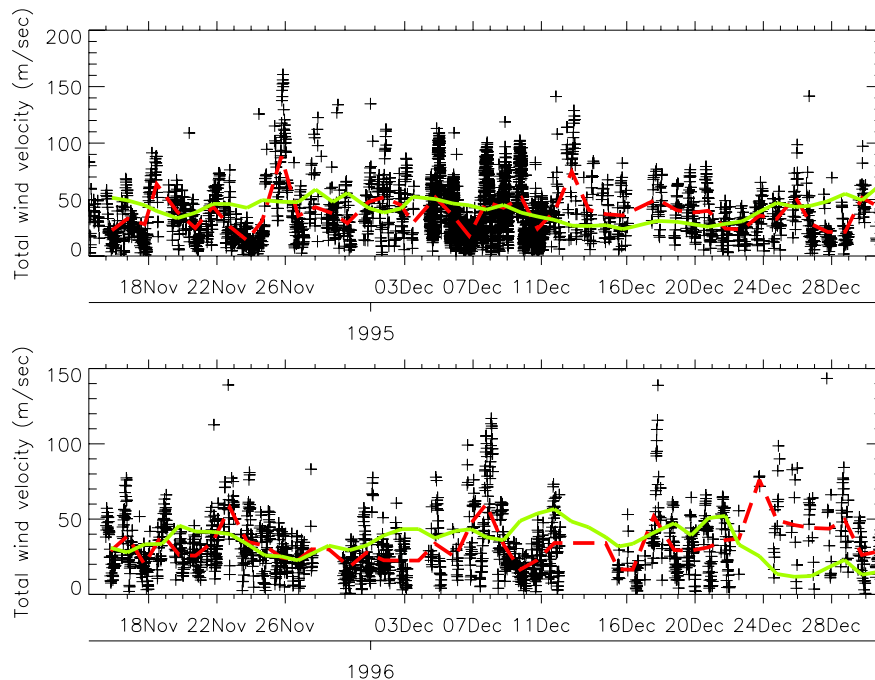 200
150
100
50
0
Total wind velocity (m/sec)
18Nov 22Nov 26Nov 03Dec 07Dec 11Dec 16Dec 20Dec 24Dec 28Dec
1995
150
100
50
0
Total wind velocity (m/sec)
18Nov 22Nov 26Nov 03Dec 07Dec 11Dec 16Dec 20Dec 24Dec 28Dec
1996